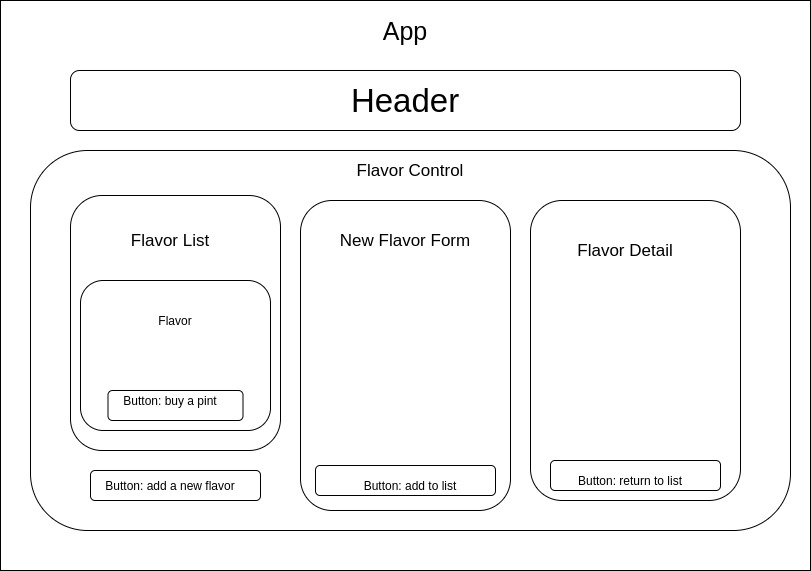 App
Header
Flavor Control
Flavor List
New Flavor Form
Flavor Detail
Flavor
Button: buy a pint
Button: add a new flavor
Button: add to list
Button: return to list